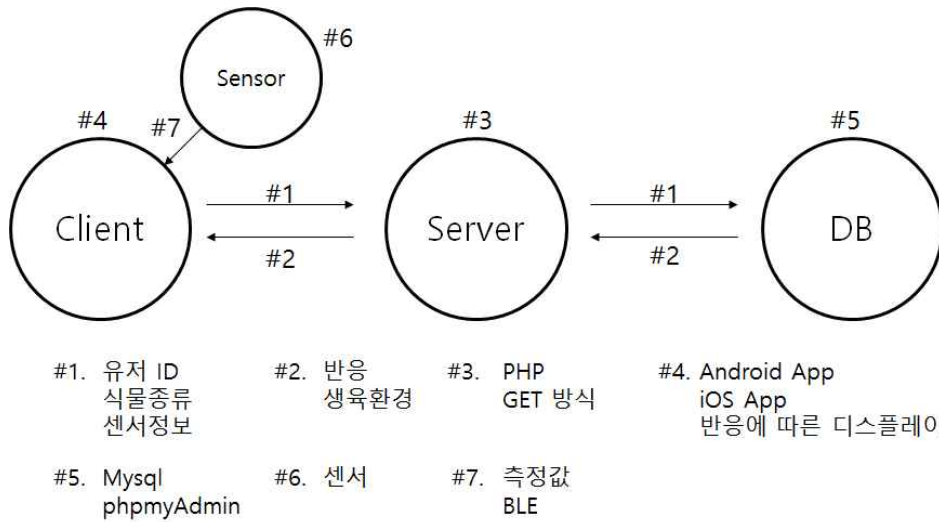 #6
Sensor
#4
#7
#3
#5
Client
#1
#2
Server
#1
#2
DB
#1. 유저 ID
식물종류
센서정보
#2. 반응
생육환경
#3. PHP
GET 방식
#4. Android App
iOS App
반응에 따른 디스플레이
#5. Mysql
phpmyAdmin
#6. 센서
#7. 측정값
BLE